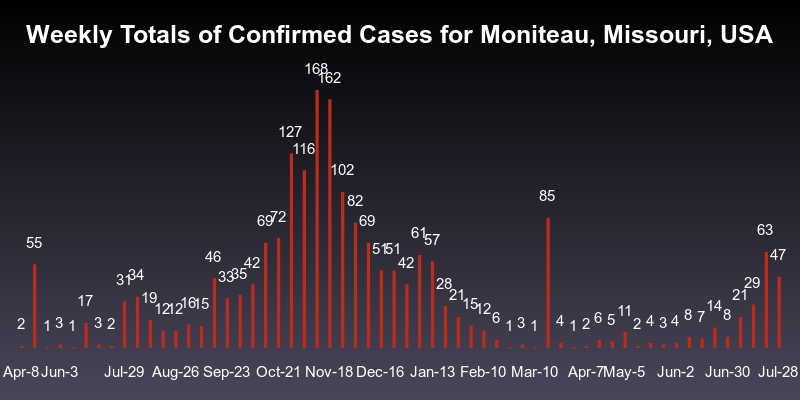 Weekly Totals of Confirmed Cases for Moniteau, Missouri, USA
2 55 1 3 1 17 3 2 31 34 19 12 12 16 15 46 33 35 42 69 72 127 116 168 162 102 82 69 51 51 42 61 57 28 21 15 12 6 1 3 1 85 4 1 2 6 5 11 2 4 3 4 8 7 14 8 21 29 63 47
Apr-8 Jun-3 Jul-29 Aug-26 Sep-23 Oct-21 Nov-18 Dec-16 Jan-13 Feb-10 Mar-10 Apr-7 May-5 Jun-2 Jun-30 Jul-28